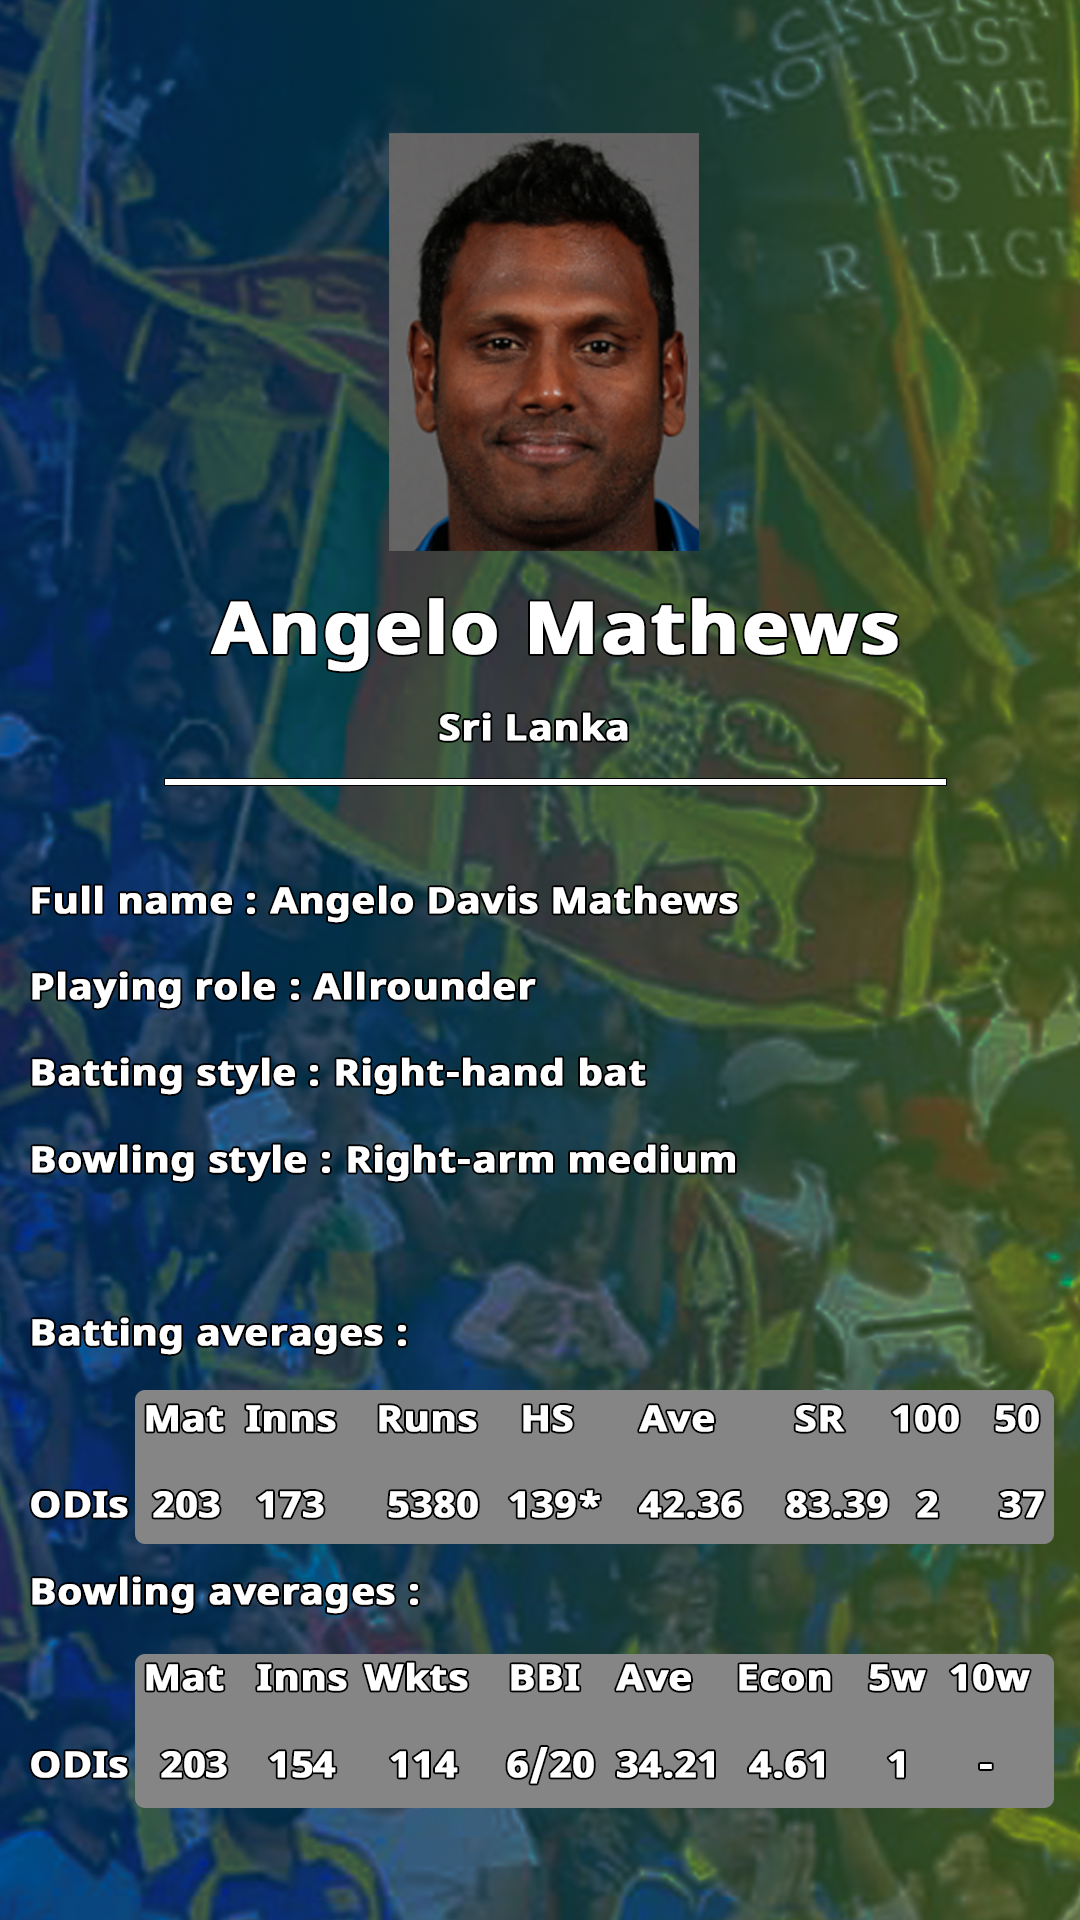 CRICKET
NOT JUST
GAME
IT'S M
R LIGI
Angelo Mathews
Sri Lanka
Full name : Angelo Davis Mathews
Playing role : Allrounder
Batting style : Right-hand bat
Bowling style : Right-arm medium
Batting averages :
Mat Inns Runs HS Ave SR 100 50
ODIs 203 173 5380 139* 42.36 83.39 2 37
Bowling averages :
Mat Inns Wkts BBI Ave Econ 5w 10w
ODIs 203 154 114 6/20 34.21 4.61 1 -